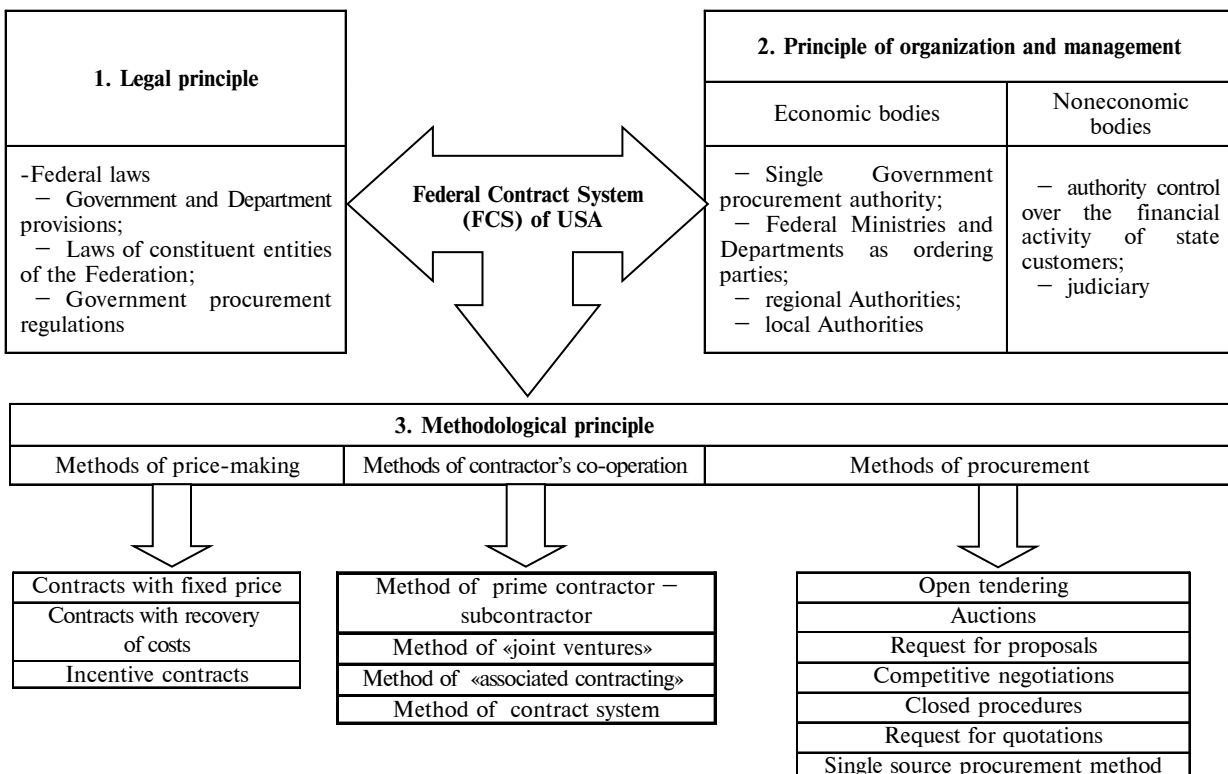 1. Legal principle
-Federal laws
– Government and Department
provisions;
– Laws of constituent entities
of the Federation;
– Government procurement
regulations
Federal Contract System
(FCS) of USA
2. Principle of organization and management
Economic bodies
Noneconomic
bodies
– Single Government
procurement authority;
– Federal Ministries and
Departments as ordering
parties;
– regional Authorities;
– local Authorities
– authority control
over the financial
activity of state
customers;
– judiciary
3. Methodological principle
Methods of price-making
Methods of contractor's co-operation
Methods of procurement
Contracts with fixed price
Contracts with recovery
of costs
Incentive contracts
Method of prime contractor –
subcontractor
Method of «joint ventures»
Method of «associated contracting»
Method of contract system
Open tendering
Auctions
Request for proposals
Competitive negotiations
Closed procedures
Request for quotations
Single source procurement method